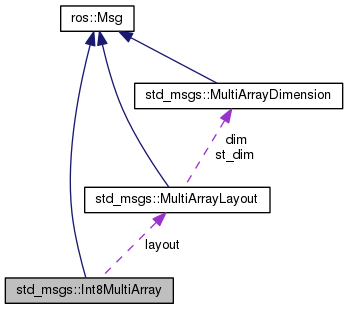 ros::Msg
std_msgs::MultiArrayDimension
dim
st_dim
std_msgs::MultiArrayLayout
layout
std_msgs::Int8MultiArray